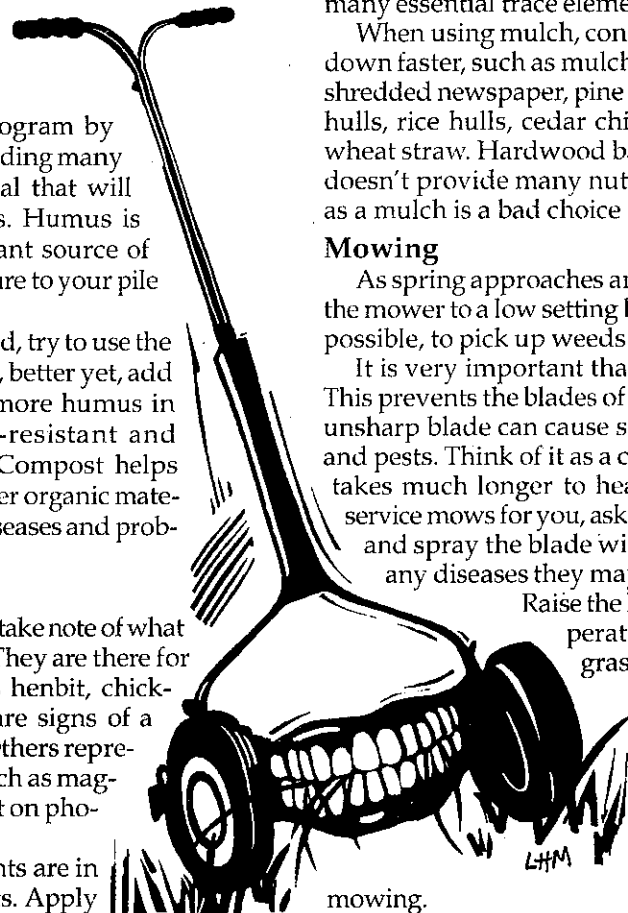 ogram by
ding many
al that will
s. Humus is
ant source of
ure to your pile
d, try to use the
, better yet, add
more humus in
-resistant and
Compost helps
er organic mate-
seases and prob-
take note of what
They are there for
henbit, chick-
are signs of a
thers repre-
ch as mag-
t on pho-
nts are in
s. Apply
many essential trace eleme
When using mulch, con
down faster, such as mulch
shredded newspaper, pine
hulls, rice hulls, cedar chi
wheat straw. Hardwood b
doesn't provide many nut
as a mulch is a bad choice
Mowing
As spring approaches a
the mower to a low setting
possible, to pick up weeds
It is very important tha
This prevents the blades of
unsharp blade can cause s
and pests. Think of it as a c
takes much longer to hea
service mows for you, ask
and spray the blade wi
any diseases they ma
Raise the
perat
gras
mowing.
LHM